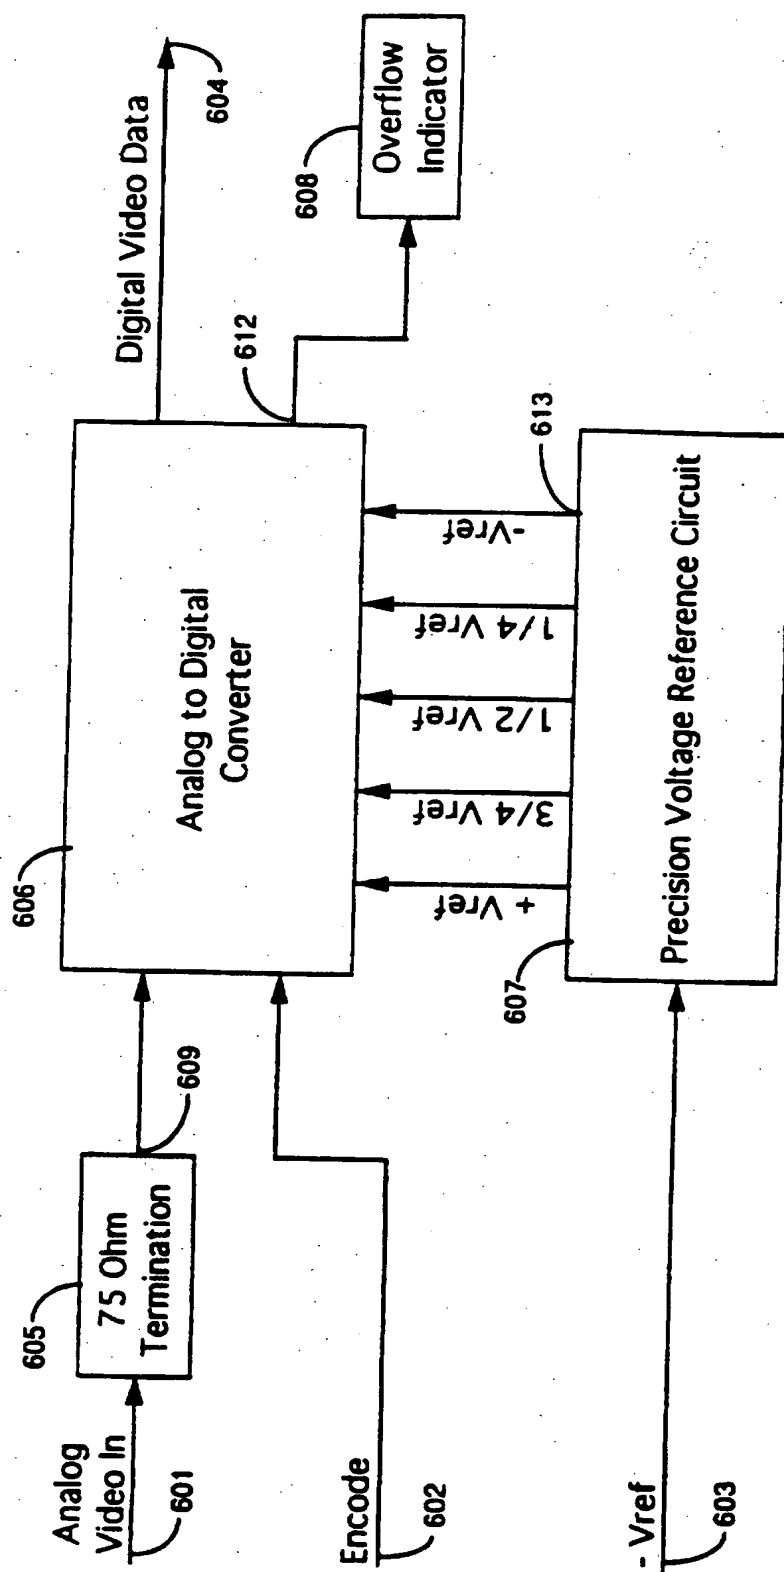 Analog
Video In
601
605
75 Ohm
Termination
609
Encode
602
- Vref
603
606
Analog to Digital
Converter
Digital Video Data
604
612
608
Overflow
Indicator
+ Vref
3/4 Vref
1/2 Vref
1/4 Vref
-Vref
613
607
Precision Voltage Reference Circuit